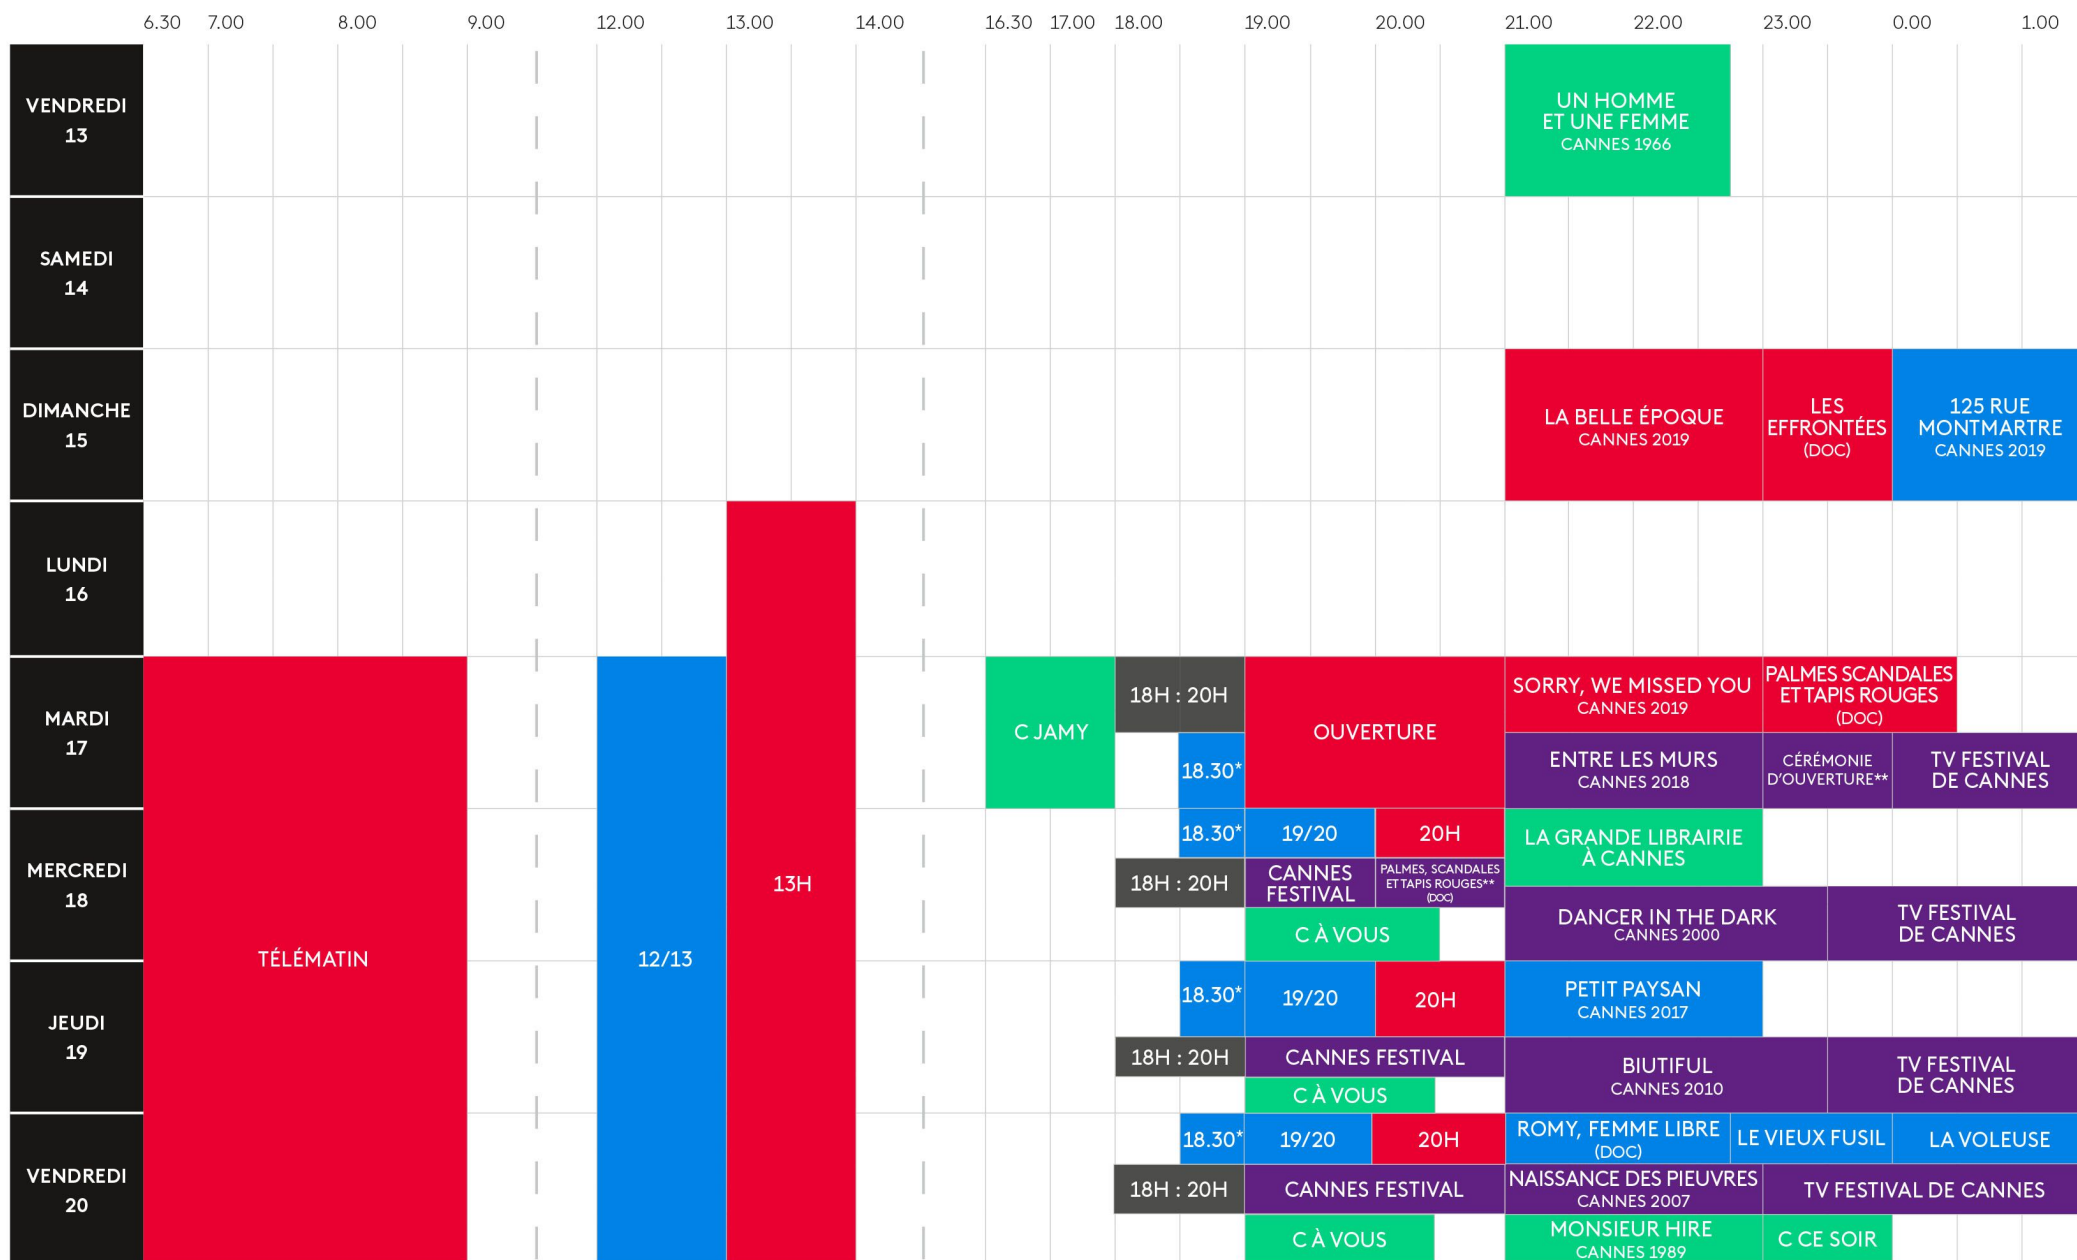 6.30 7.00 8.00 9.00 12.00 13.00 14.00 16.30 17.00 18.00 19.00 20.00 21.00 22.00 23.00 0.00 1.00
VENDREDI
13
UN HOMME
ET UNE FEMME
CANNES 1966
SAMEDI
14
DIMANCHE
15
LA BELLE ÉPOQUE
CANNES 2019
LES
EFFRONTÉES
(DOC)
125 RUE
MONTMARTRE
CANNES 2019
LUNDI
16
MARDI
17
TÉLÉMATIN
12/13
13H
C JAMY
18H : 20H
18.30*
OUVERTURE
SORRY, WE MISSED YOU
CANNES 2019
PALMES SCANDALES
ET TAPIS ROUGES
(DOC)
ENTRE LES MURS
CANNES 2018
CÉRÉMONIE
D'OUVERTURE**
TV FESTIVAL
DE CANNES
MERCREDI
18
18.30*
19/20
20H
LA GRANDE LIBRAIRIE
À CANNES
18H : 20H
CANNES
FESTIVAL
PALMES, SCANDALES
ET TAPIS ROUGES**
(DOC)
C À VOUS
DANCER IN THE DARK
CANNES 2000
TV FESTIVAL
DE CANNES
JEUDI
19
18.30*
19/20
20H
PETIT PAYSAN
CANNES 2017
18H : 20H
CANNES FESTIVAL
C À VOUS
BIUTIFUL
CANNES 2010
TV FESTIVAL
DE CANNES
VENDREDI
20
18.30*
19/20
20H
ROMY, FEMME LIBRE
(DOC)
LE VIEUX FUSIL
LA VOLEUSE
18H : 20H
CANNES FESTIVAL
NAISSANCE DES PIEUVRES
CANNES 2007
TV FESTIVAL DE CANNES
C À VOUS
MONSIEUR HIRE
CANNES 1989
C CE SOIR